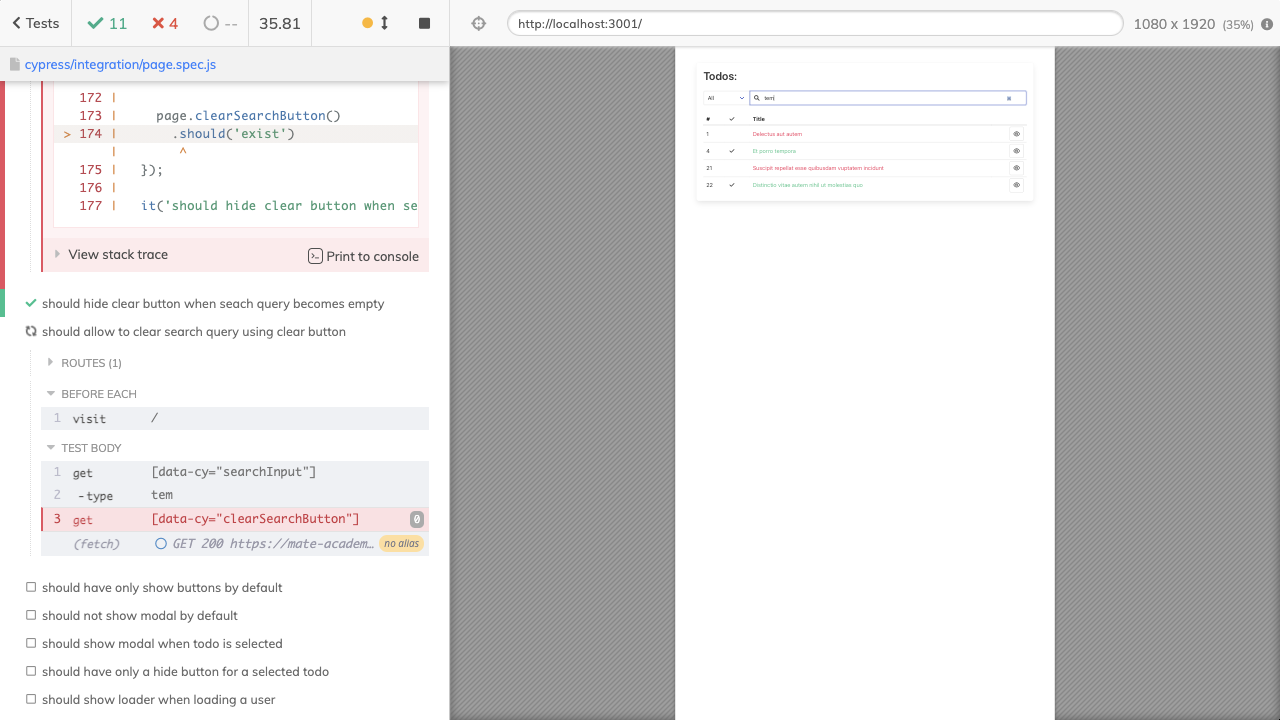 Tests
11
4
--
35.81
http://localhost:3001/
1080 x 1920 (35%)
cypress/integration/page.spec.js
172 |
173 | page.clearSearchButton()
> 174 | .should('exist')
| ^
175 | });
176 |
177 | it('should hide clear button when se
View stack trace
Print to console
should hide clear button when seach query becomes empty
should allow to clear search query using clear button
ROUTES (1)
BEFORE EACH
1 visit /
TEST BODY
1 get [data-cy="searchInput"]
2 -type tem
3 get [data-cy="clearSearchButton"] 0
(fetch) GET 200 https://mate-academ… no alias
should have only show buttons by default
should not show modal by default
should show modal when todo is selected
should have only a hide button for a selected todo
should show loader when loading a user
Todos:
All
tem
# ✓ Title
1 Delectus aut autem
4 ✓ Et porro tempora
21 Suscipit repellat esse quibusdam vuptatem incidunt
22 ✓ Distinctio vitae autem nihil ut molestias quo